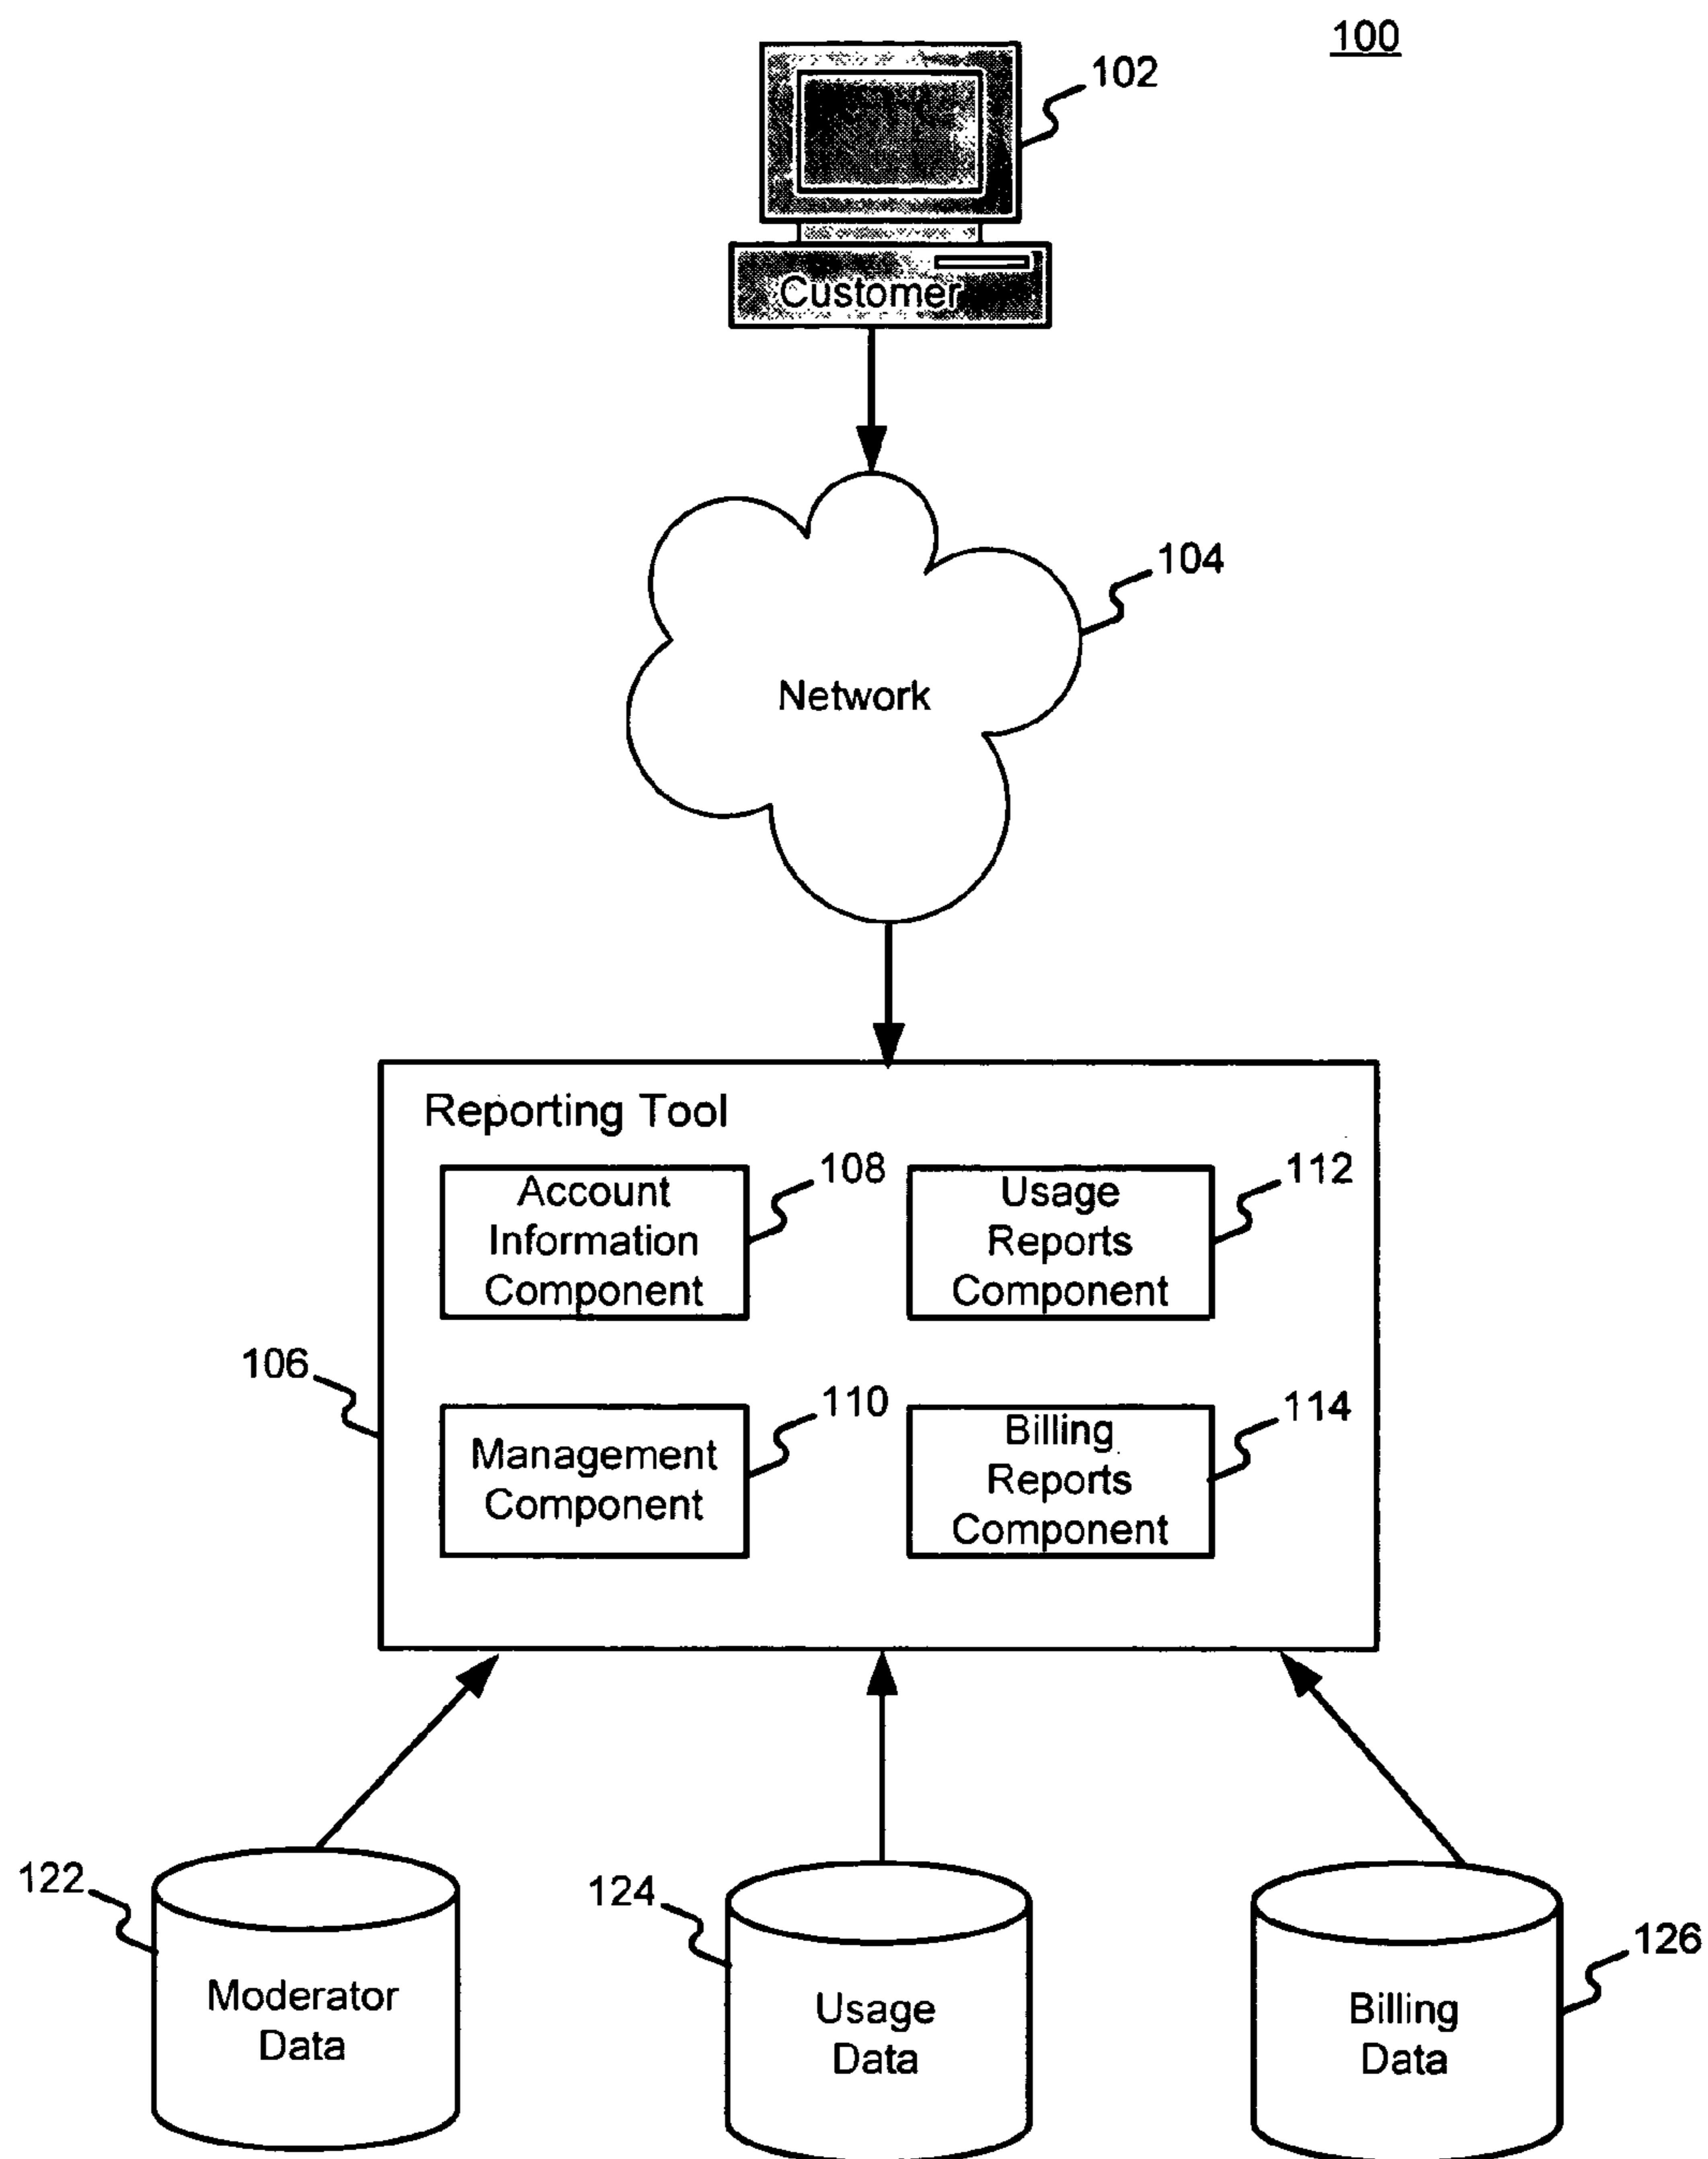 100
102
Customer
104
Network
Reporting Tool
108
Account
Information
Component
112
Usage
Reports
Component
106
110
Management
Component
114
Billing
Reports
Component
122
Moderator
Data
124
Usage
Data
126
Billing
Data